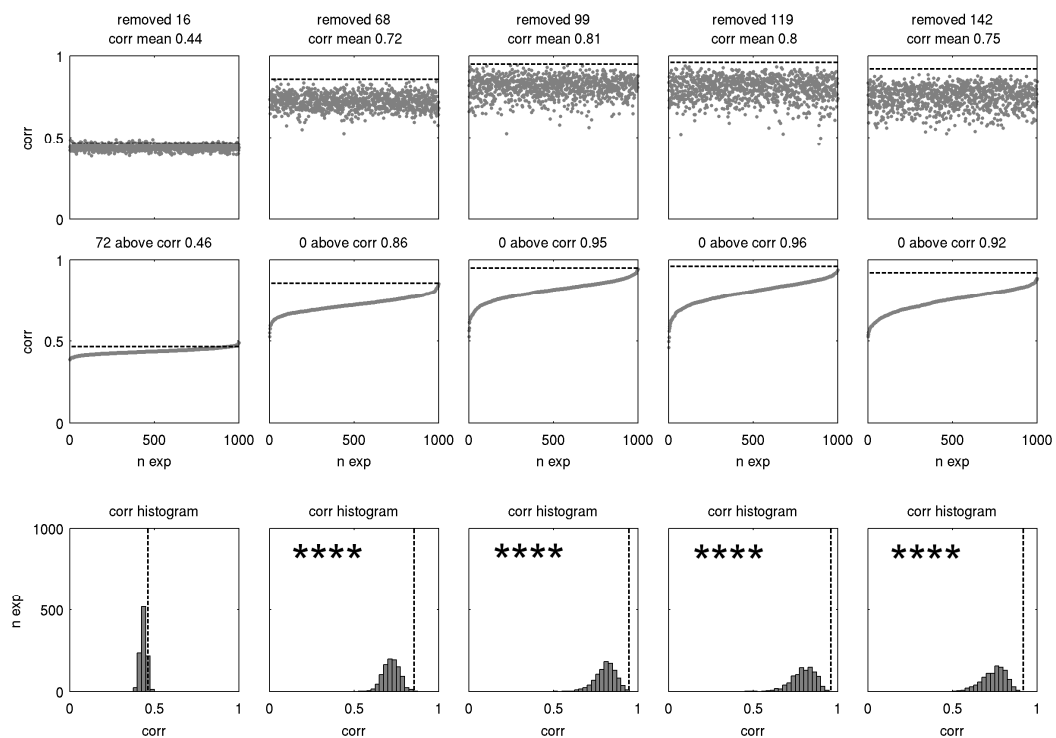 removed 16 removed 68 removed 99 removed 119 removed 142
corr mean 0.44 corr mean 0.72 corr mean 0.81 corr mean 0.8 corr mean 0.75
1
0.5
0
corr
72 above corr 0.46 0 above corr 0.86 0 above corr 0.95 0 above corr 0.96 0 above corr 0.92
1
0.5
0
corr
0 500 1000 0 500 1000 0 500 1000 0 500 1000 0 500 1000
n exp n exp n exp n exp n exp
corr histogram corr histogram corr histogram corr histogram corr histogram
1000
**** **** **** ****
500
0
n exp
0 0.5 1 0 0.5 1 0 0.5 1 0 0.5 1 0 0.5 1
corr corr corr corr corr